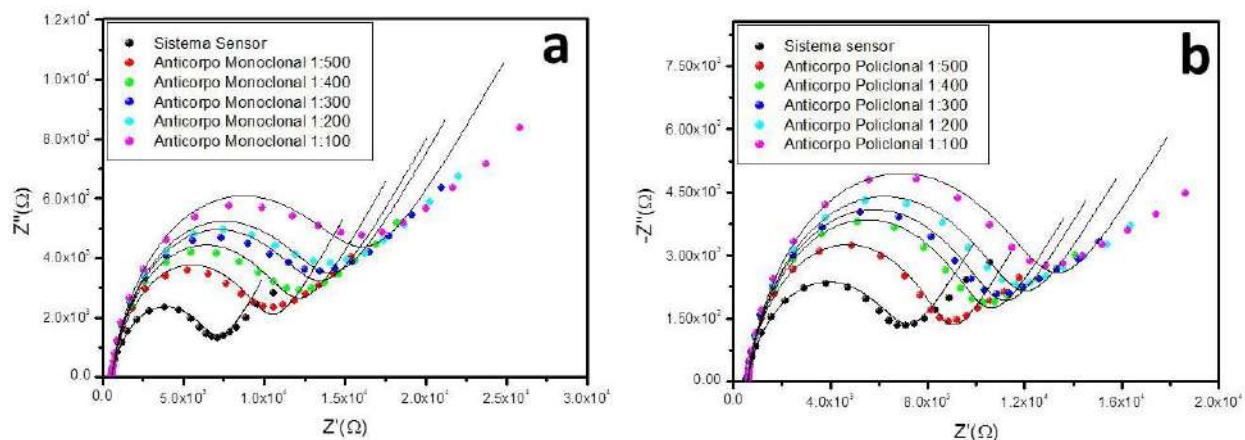 a
Sistema Sensor
Anticorpo Monoclonal 1:500
Anticorpo Monoclonal 1:400
Anticorpo Monoclonal 1:300
Anticorpo Monoclonal 1:200
Anticorpo Monoclonal 1:100
1.2x10⁴
1.0x10⁴
8.0x10³
6.0x10³
4.0x10³
2.0x10³
0.0
Z''(Ω)
0.0 5.0x10³ 1.0x10⁴ 1.5x10⁴ 2.0x10⁴ 2.5x10⁴ 3.0x10⁴
Z'(Ω)
b
Sistema sensor
Anticorpo Policlonal 1:500
Anticorpo Policlonal 1:400
Anticorpo Policlonal 1:300
Anticorpo Policlonal 1:200
Anticorpo Policlonal 1:100
7.50x10³
6.00x10³
4.50x10³
3.00x10³
1.50x10³
0.00
-Z''(Ω)
0.0 4.0x10³ 8.0x10³ 1.2x10⁴ 1.6x10⁴ 2.0x10⁴
Z'(Ω)